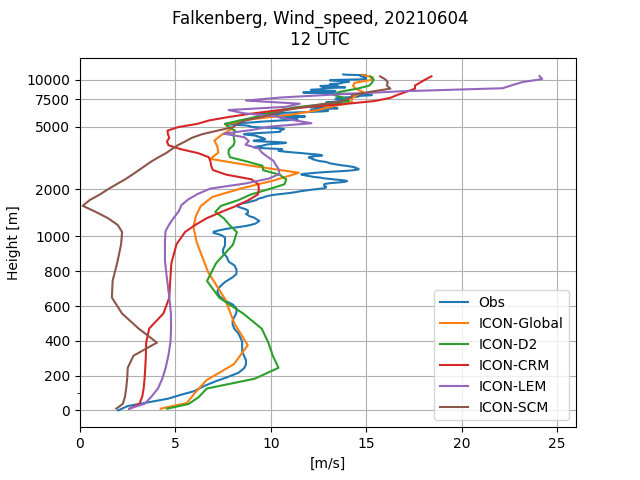 Falkenberg, Wind_speed, 20210604
12 UTC
Height [m]
10000
7500
5000
2000
1000
800
600
400
200
0
Obs
ICON-Global
ICON-D2
ICON-CRM
ICON-LEM
ICON-SCM
0 5 10 15 20 25
[m/s]